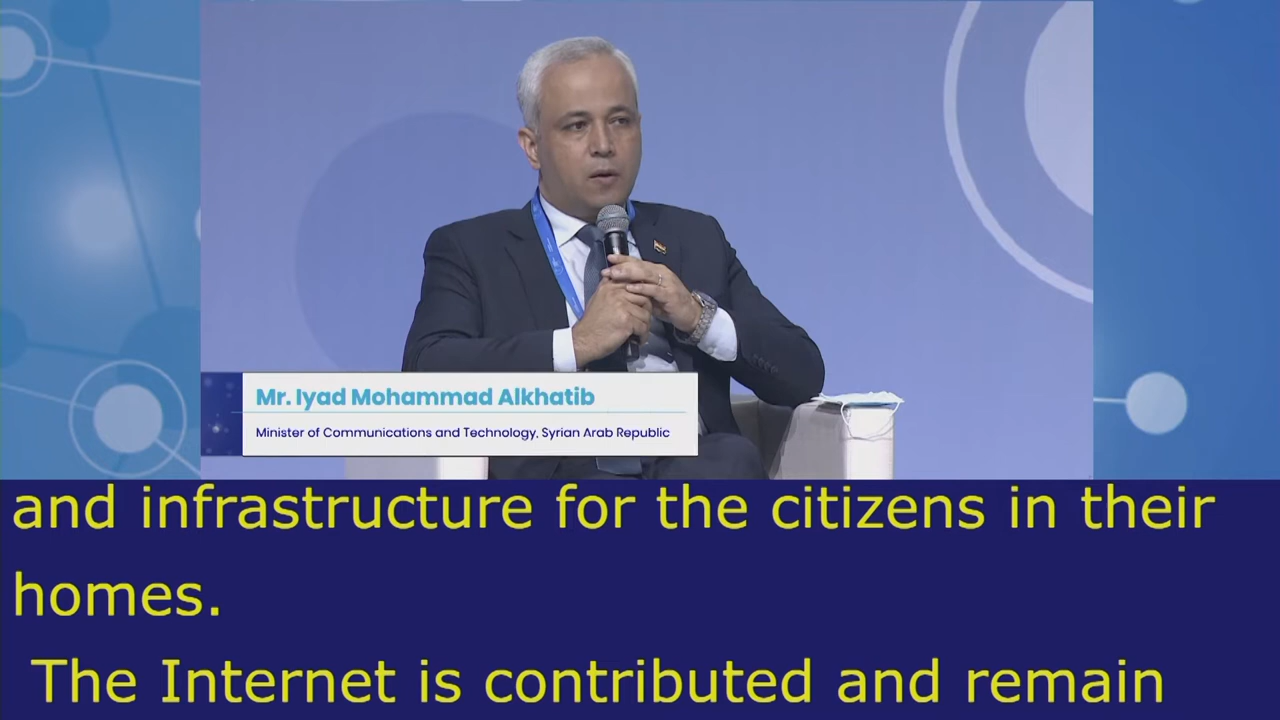 Mr. Iyad Mohammad Alkhatib
Minister of Communications and Technology, Syrian Arab Republic
and infrastructure for the citizens in their
homes.
The Internet is contributed and remain